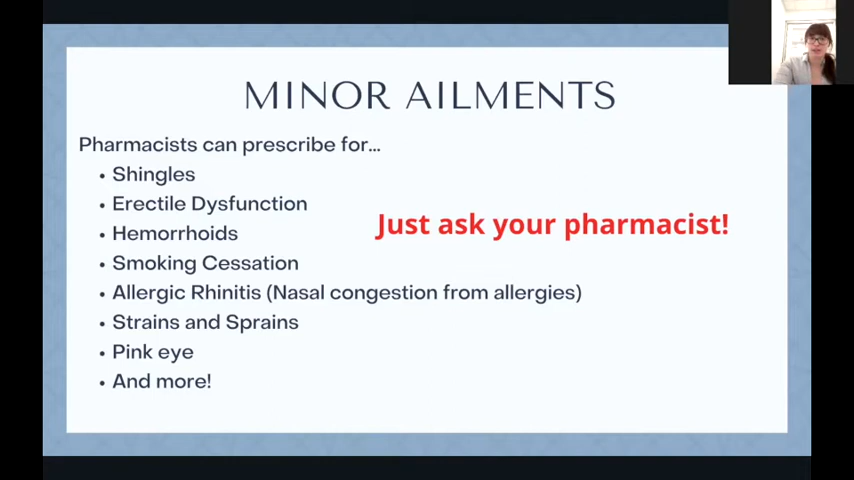 MINOR AILMENTS
Pharmacists can prescribe for...
• Shingles
• Erectile Dysfunction
• Hemorrhoids
Just ask your pharmacist!
• Smoking Cessation
• Allergic Rhinitis (Nasal congestion from allergies)
• Strains and Sprains
• Pink eye
• And more!